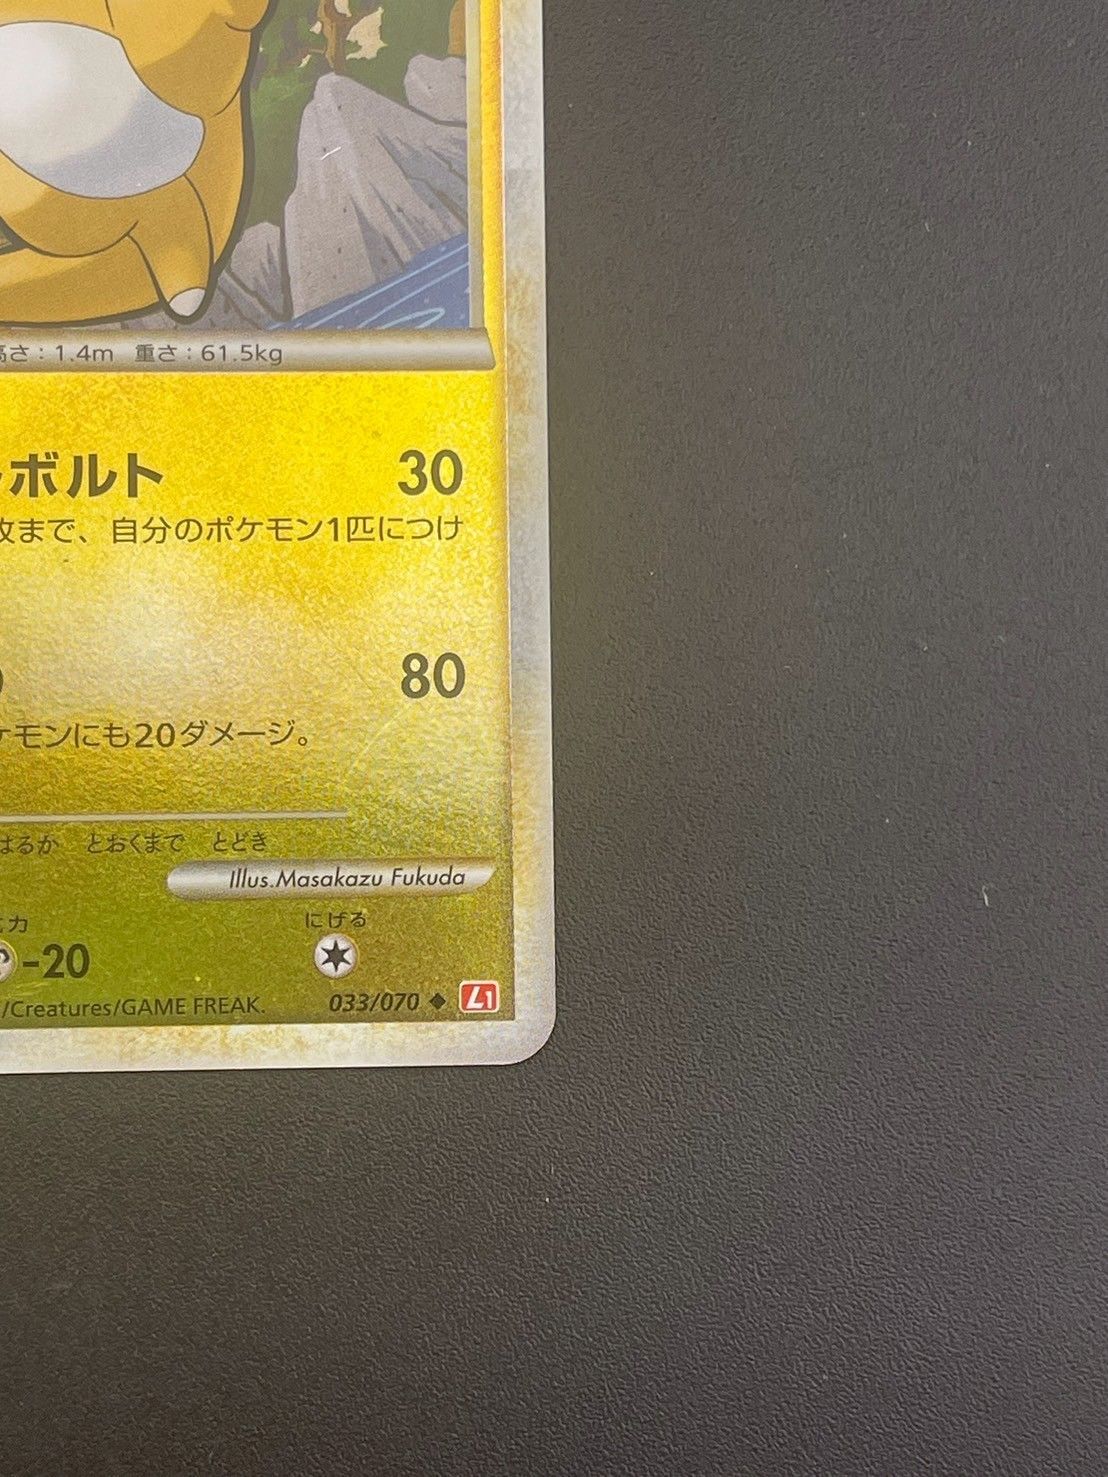 高さ：1.4m 重さ：61.5kg
ボルト 30
枚まで、自分のポケモン1匹につけ
80
ケモンにも20ダメージ。
はるか とおくまで とどき
Illus.Masakazu Fukuda
力 にげる
-20
/Creatures/GAME FREAK. 033/070 ◆ L1